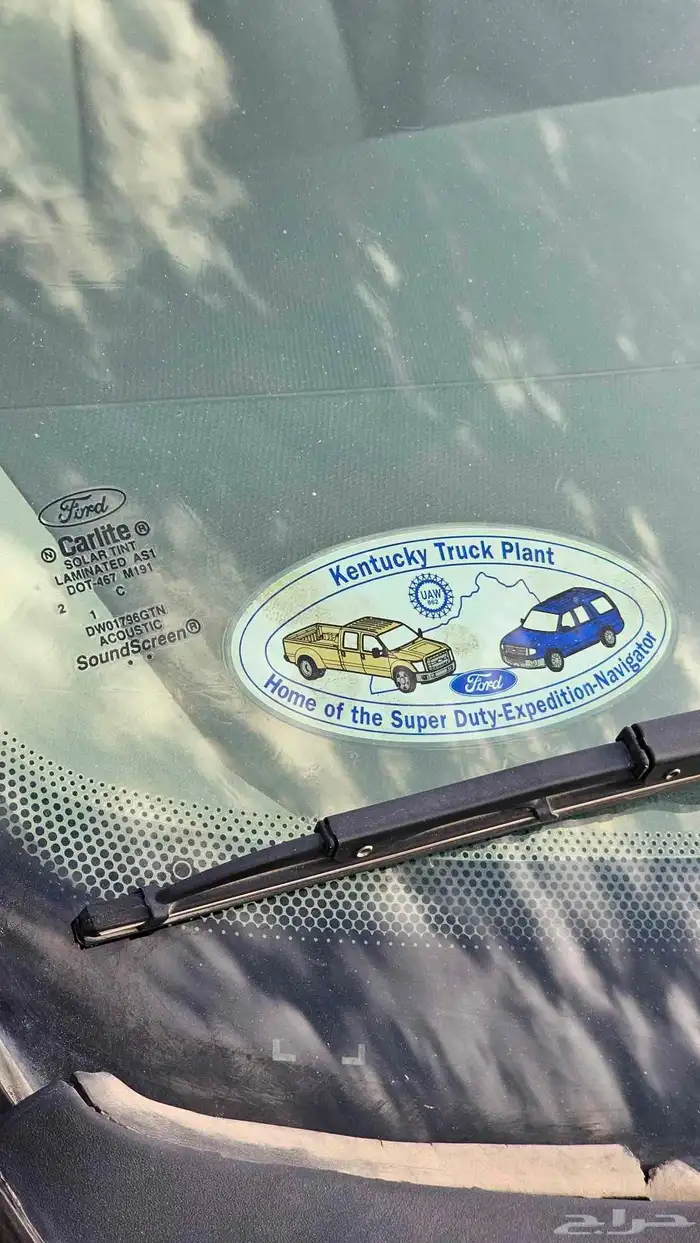 Ford
N Carlite®
SOLAR TINT
LAMINATED AS1
DOT-467 M191
2 1 C
DW01796GTN
ACOUSTIC
SoundScreen®
Kentucky Truck Plant
UAW
862
Ford
Home of the Super Duty-Expedition-Navigator
حراج